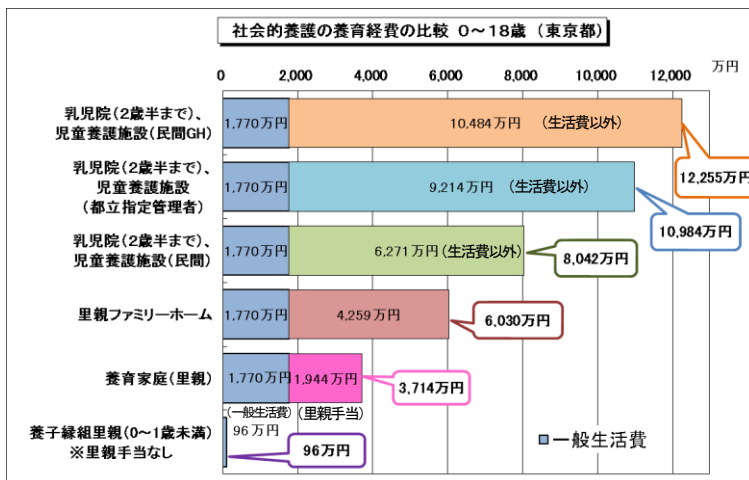 社会的養護の養育経費の比較 0～18歳 （東京都）
万円
0 2,000 4,000 6,000 8,000 10,000 12,000
乳児院（2歳半まで）、
児童養護施設（民間GH）
1,770万円
10,484万円 （生活費以外）
12,255万円
乳児院（2歳半まで）、
児童養護施設
（都立指定管理者）
1,770万円
9,214万円 （生活費以外）
10,984万円
乳児院（2歳半まで）、
児童養護施設（民間）
1,770万円
6,271万円（生活費以外）
8,042万円
里親ファミリーホーム
1,770万円
4,259万円
6,030万円
養育家庭（里親）
1,770万円
1,944万円
3,714万円
（一般生活費）（里親手当）
養子縁組里親（0～1歳未満）
※里親手当なし
96万円
96万円
一般生活費